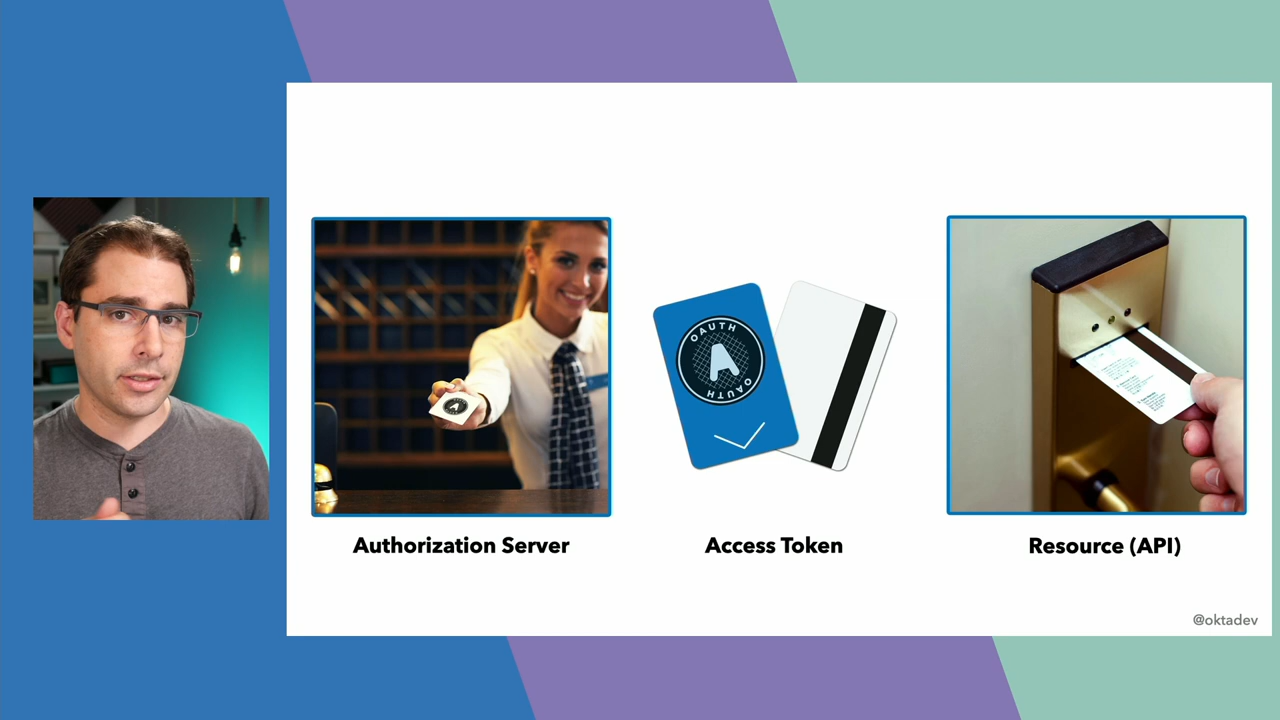 OAUTH
A
OAUTH
Authorization Server
Access Token
Resource (API)
@oktadev